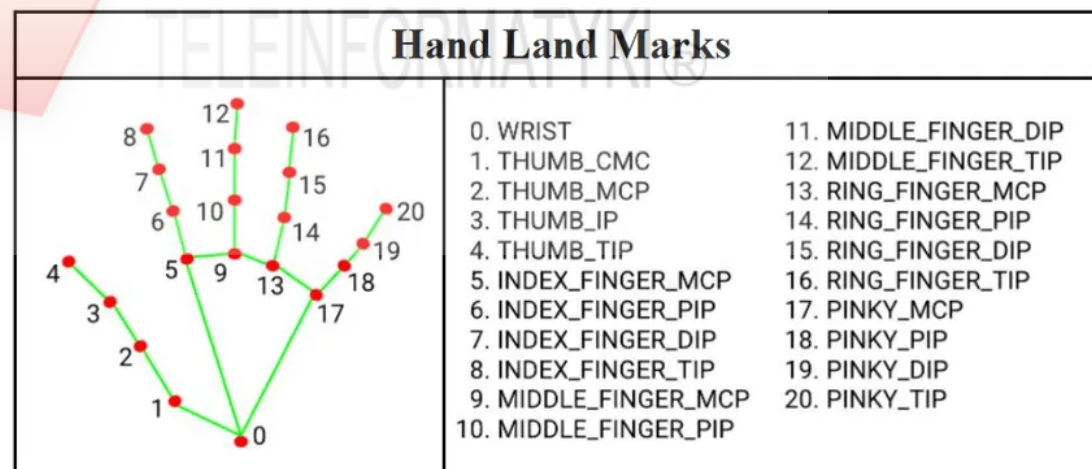 TELEINFORMATYKI ®
Hand Land Marks
12
8
16
11
7
15
10
20
6
14
19
4
5
9
13
18
3
17
2
1
0
0. WRIST
1. THUMB_CMC
2. THUMB_MCP
3. THUMB_IP
4. THUMB_TIP
5. INDEX_FINGER_MCP
6. INDEX_FINGER_PIP
7. INDEX_FINGER_DIP
8. INDEX_FINGER_TIP
9. MIDDLE_FINGER_MCP
10. MIDDLE_FINGER_PIP
11. MIDDLE_FINGER_DIP
12. MIDDLE_FINGER_TIP
13. RING_FINGER_MCP
14. RING_FINGER_PIP
15. RING_FINGER_DIP
16. RING_FINGER_TIP
17. PINKY_MCP
18. PINKY_PIP
19. PINKY_DIP
20. PINKY_TIP